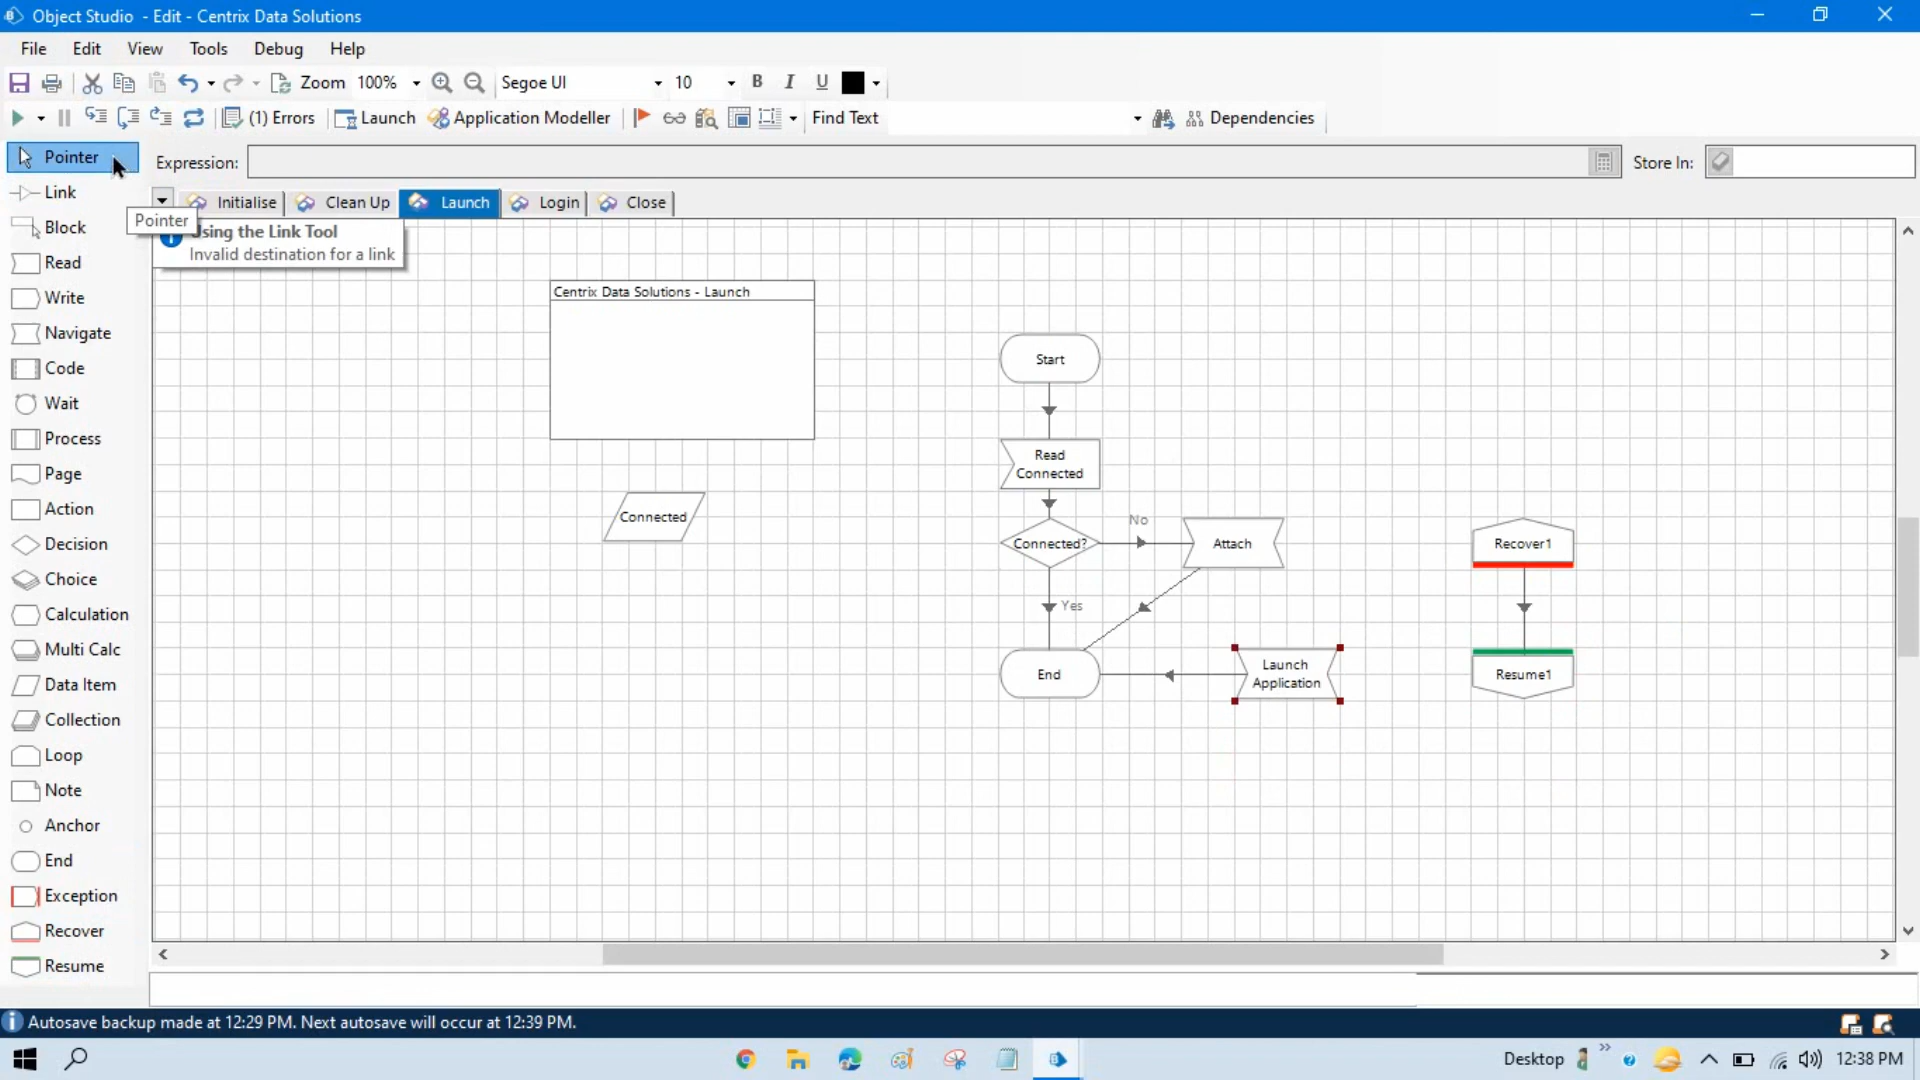 Object Studio - Edit - Centrix Data Solutions
File Edit View Tools Debug Help
Zoom 100% Segoe UI 10 B I U
(1) Errors Launch Application Modeller Find Text Dependencies
Pointer Expression: Store In:
Link
Initialise Clean Up Launch Login Close
Pointer
Using the Link Tool
Invalid destination for a link
Block
Read
Write
Navigate
Code
Wait
Process
Page
Action
Decision
Choice
Calculation
Multi Calc
Data Item
Collection
Loop
Note
Anchor
End
Exception
Recover
Resume
Centrix Data Solutions - Launch
Connected
Start
Read
Connected
Connected?
No
Attach
Yes
End
Launch
Application
Recover1
Resume1
Autosave backup made at 12:29 PM. Next autosave will occur at 12:39 PM.
Desktop 12:38 PM